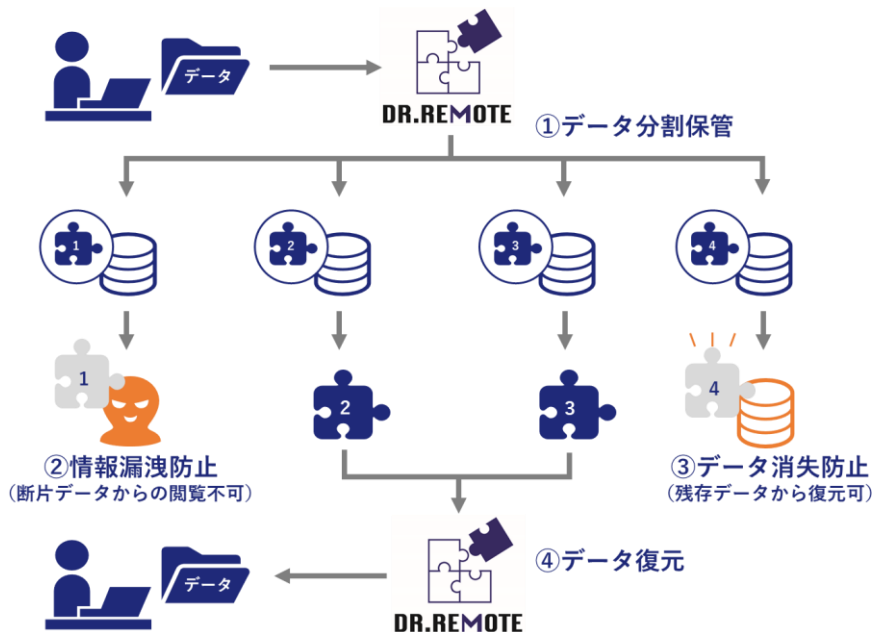 データ
DR.REMOTE
①データ分割保管
1
2
3
4
1
2
3
4
②情報漏洩防止
(断片データからの閲覧不可)
③データ消失防止
(残存データから復元可)
データ
④データ復元
DR.REMOTE